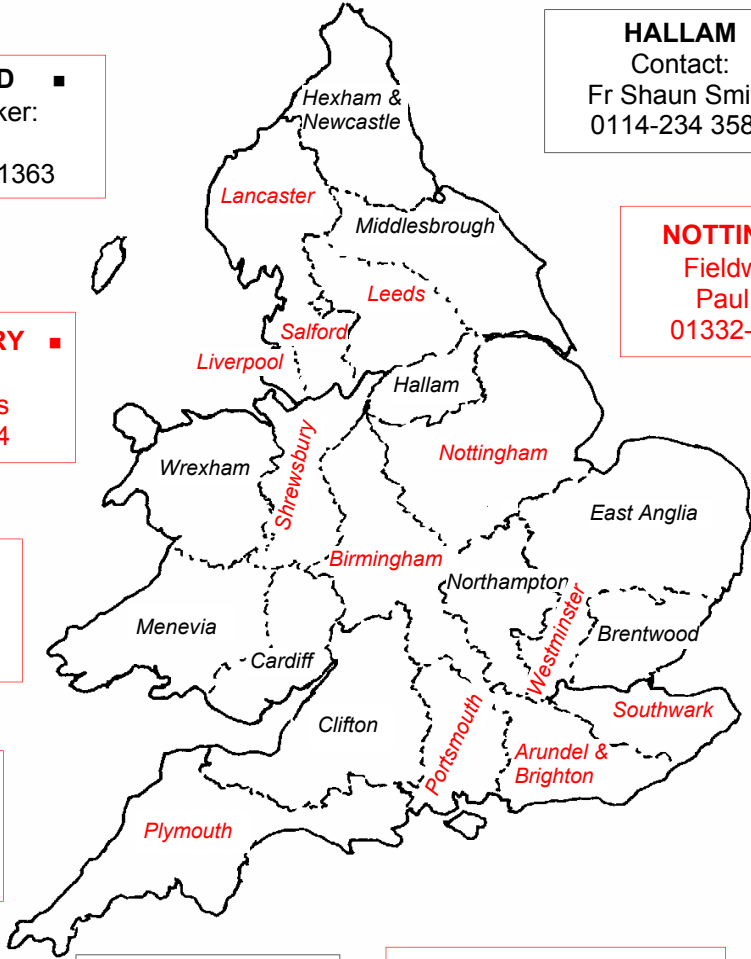 HALLAM
Contact:
Fr Shaun Smi
0114-234 358
D ■
ker:
1363
Hexham &
Newcastle
Lancaster
Middlesbrough
NOTTIN
Fieldw
Paul
01332-
Leeds
Salford
RY ■
s
4
Liverpool
Hallam
Nottingham
Wrexham
Shrewsbury
East Anglia
Birmingham
Northampton
Westminster
Menevia
Brentwood
Cardiff
Southwark
Clifton
Portsmouth
Arundel &
Brighton
Plymouth